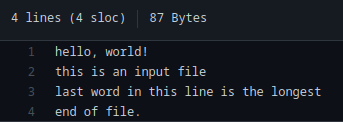 4 lines (4 sloc) 87 Bytes
1 hello, world!
2 this is an input file
3 last word in this line is the longest
4 end of file.